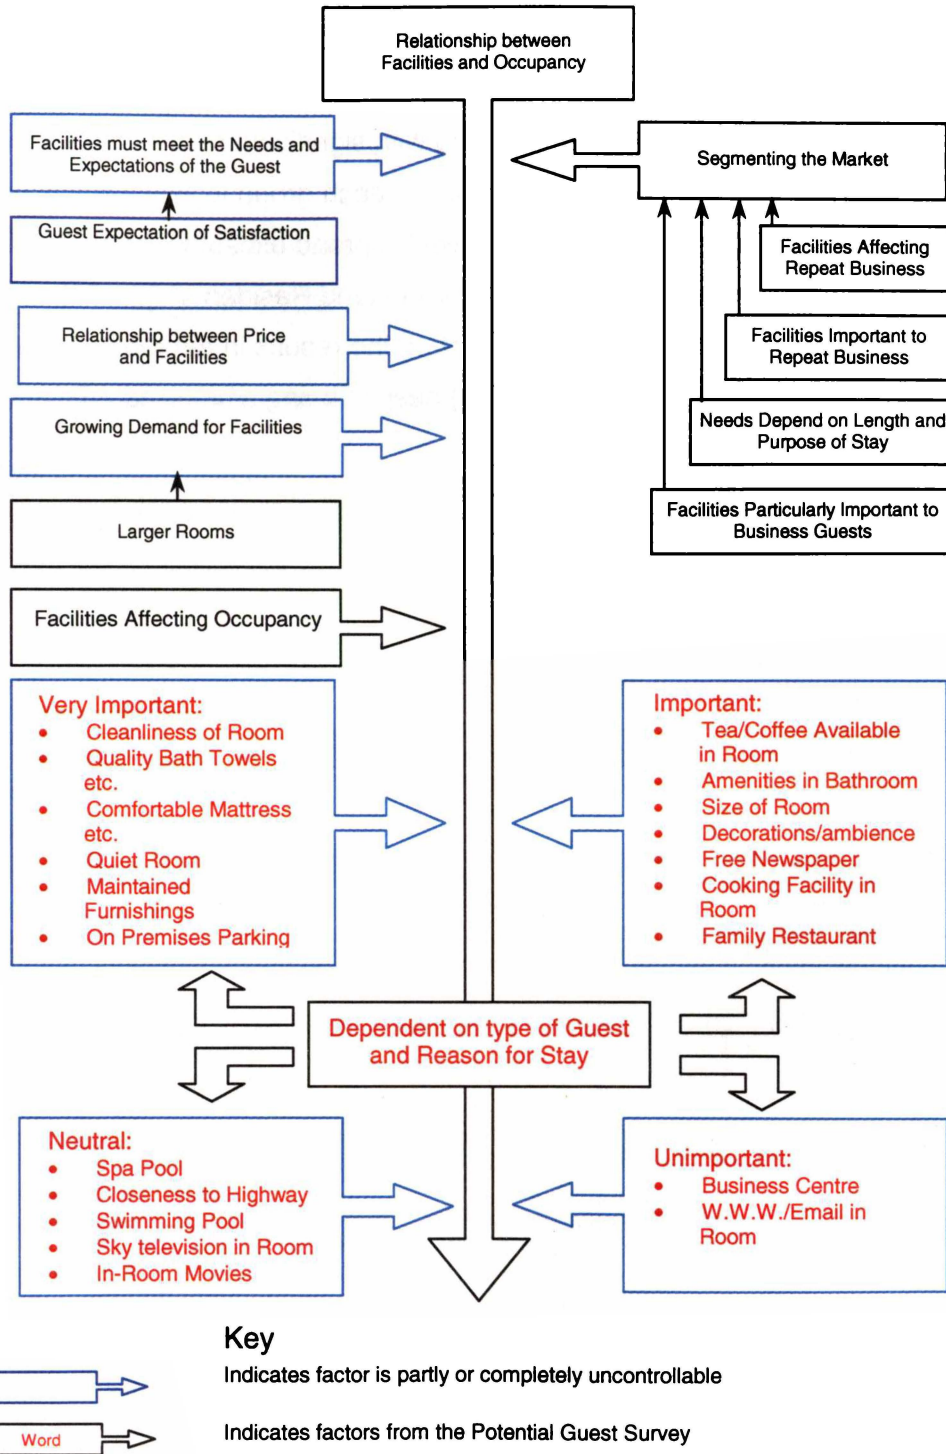 Relationship between
Facilities and Occupancy
Facilities must meet the Needs and
Expectations of the Guest
Segmenting the Market
Guest Expectation of Satisfaction
Facilities Affecting
Repeat Business
Relationship between Price
and Facilities
Facilities Important to
Repeat Business
Growing Demand for Facilities
Needs Depend on Length and
Purpose of Stay
Larger Rooms
Facilities Particularly Important to
Business Guests
Facilities Affecting Occupancy
Very Important:
• Cleanliness of Room
• Quality Bath Towels
etc.
• Comfortable Mattress
etc.
• Quiet Room
• Maintained
Furnishings
• On Premises Parking
Important:
• Tea/Coffee Available
in Room
• Amenities in Bathroom
• Size of Room
• Decorations/ambience
• Free Newspaper
• Cooking Facility in
Room
• Family Restaurant
Dependent on type of Guest
and Reason for Stay
Neutral:
• Spa Pool
• Closeness to Highway
• Swimming Pool
• Sky television in Room
• In-Room Movies
Unimportant:
• Business Centre
• W.W.W./Email in
Room
Key
Indicates factor is partly or completely uncontrollable
Word
Indicates factors from the Potential Guest Survey